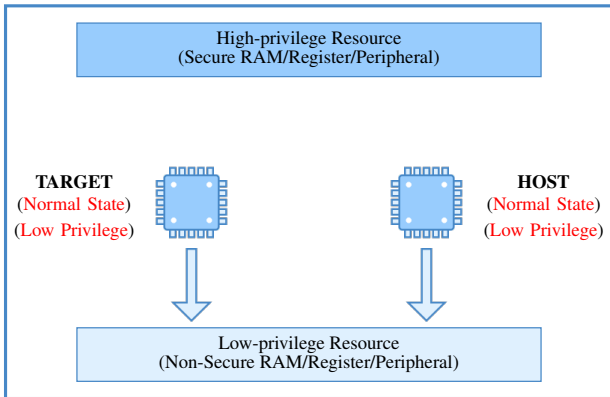 High-privilege Resource
(Secure RAM/Register/Peripheral)
TARGET
(Normal State)
(Low Privilege)
HOST
(Normal State)
(Low Privilege)
Low-privilege Resource
(Non-Secure RAM/Register/Peripheral)